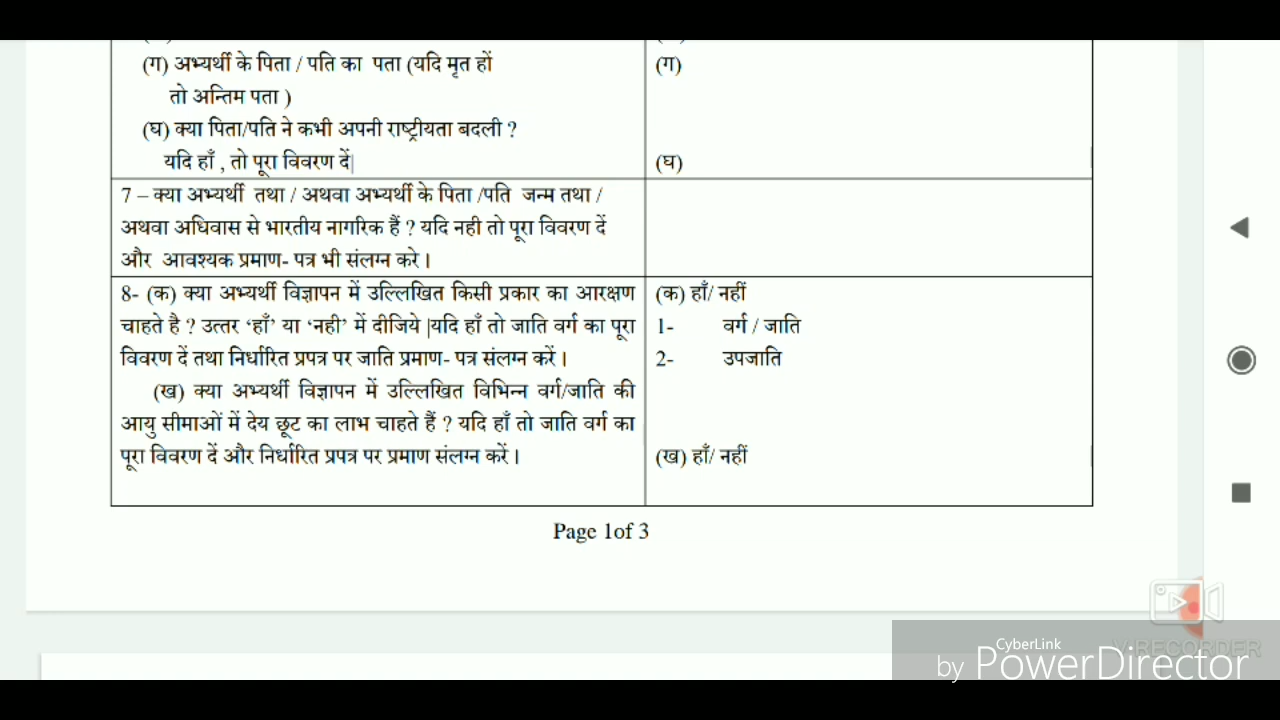 (ग) अभ्यर्थी के पिता / पति का पता (यदि मृत हों
तो अन्तिम पता )
(घ) क्या पिता/पति ने कभी अपनी राष्ट्रीयता बदली ?
यदि हाँ , तो पूरा विवरण दें|
(ग)
(घ)
7 – क्या अभ्यर्थी तथा / अथवा अभ्यर्थी के पिता /पति जन्म तथा /
अथवा अधिवास से भारतीय नागरिक हैं ? यदि नही तो पूरा विवरण दें
और आवश्यक प्रमाण- पत्र भी संलग्न करे ।
8- (क) क्या अभ्यर्थी विज्ञापन में उल्लिखित किसी प्रकार का आरक्षण
चाहते है ? उत्तर ‘हाँ’ या ‘नही’ में दीजिये |यदि हाँ तो जाति वर्ग का पूरा
विवरण दें तथा निर्धारित प्रपत्र पर जाति प्रमाण- पत्र संलग्न करें ।
(ख) क्या अभ्यर्थी विज्ञापन में उल्लिखित विभिन्न वर्ग/जाति की
आयु सीमाओं में देय छूट का लाभ चाहते हैं ? यदि हाँ तो जाति वर्ग का
पूरा विवरण दें और निर्धारित प्रपत्र पर प्रमाण संलग्न करें ।
(क) हाँ/ नहीं
1- वर्ग / जाति
2- उपजाति
(ख) हाँ/ नहीं
Page 1of 3
V RECORDER
CyberLink
by PowerDirector